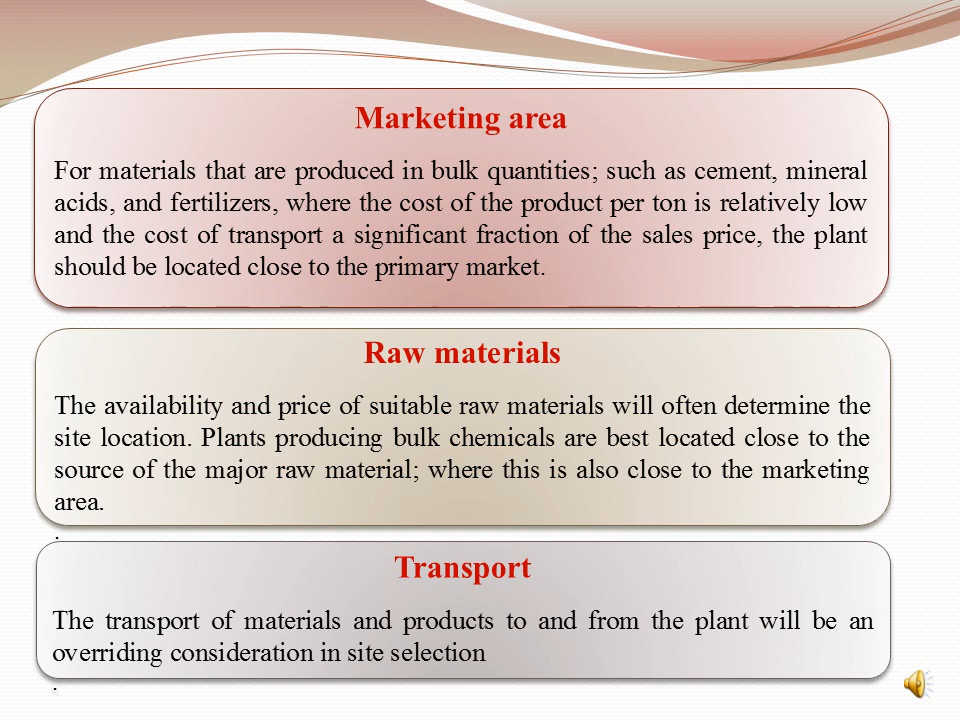 Marketing area
For materials that are produced in bulk quantities; such as cement, mineral
acids, and fertilizers, where the cost of the product per ton is relatively low
and the cost of transport a significant fraction of the sales price, the plant
should be located close to the primary market.
Raw materials
The availability and price of suitable raw materials will often determine the
site location. Plants producing bulk chemicals are best located close to the
source of the major raw material; where this is also close to the marketing
area.
.
Transport
The transport of materials and products to and from the plant will be an
overriding consideration in site selection
.